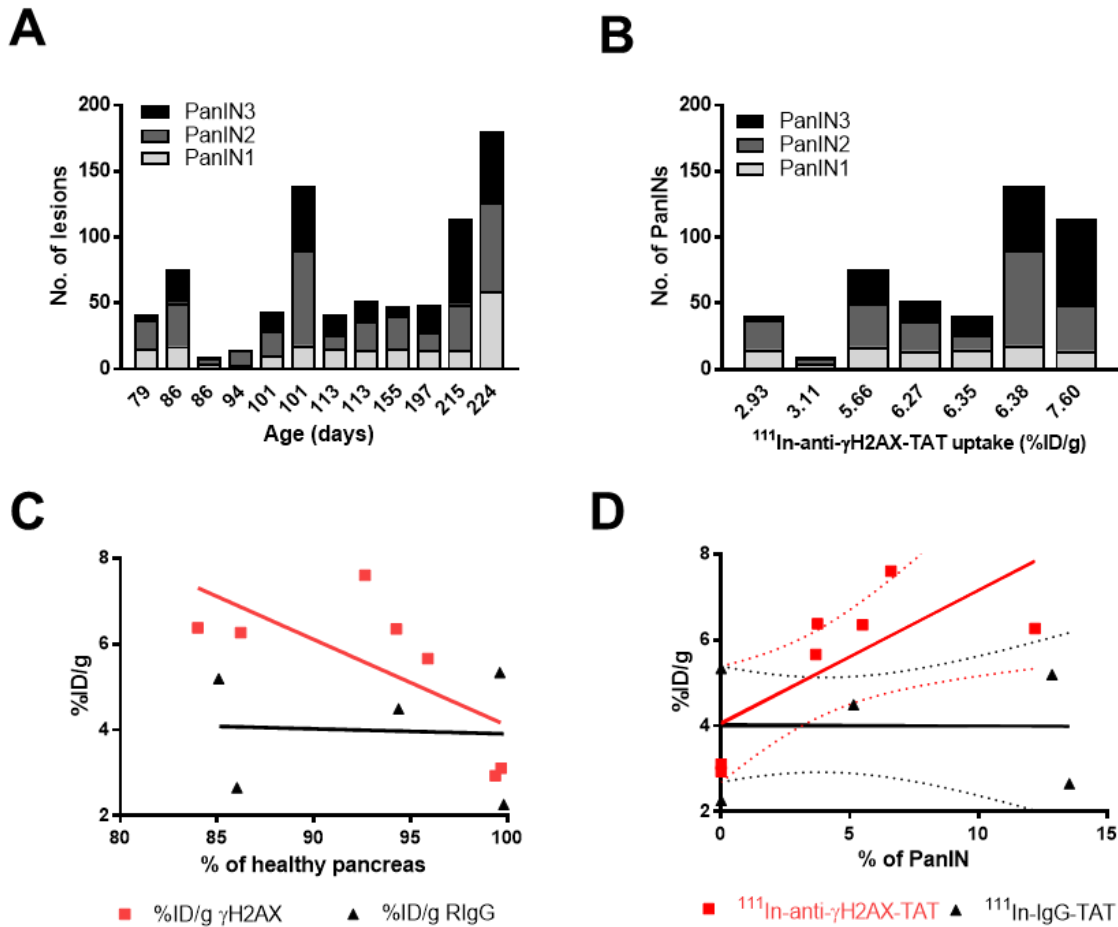 A
No. of lesions
200
150
100
50
0
PanIN3
PanIN2
PanIN1
79 86 86 94 101 101 113 113 155 197 215 224
Age (days)
B
No. of PanINs
200
150
100
50
0
PanIN3
PanIN2
PanIN1
2.93 3.11 5.66 6.27 6.35 6.38 7.60
¹¹¹In-anti-γH2AX-TAT uptake (%ID/g)
C
%ID/g
8
6
4
2
80 85 90 95 100
% of healthy pancreas
%ID/g γH2AX %ID/g RIgG
D
%ID/g
8
6
4
2
0 5 10 15
% of PanIN
¹¹¹In-anti-γH2AX-TAT ¹¹¹In-IgG-TAT